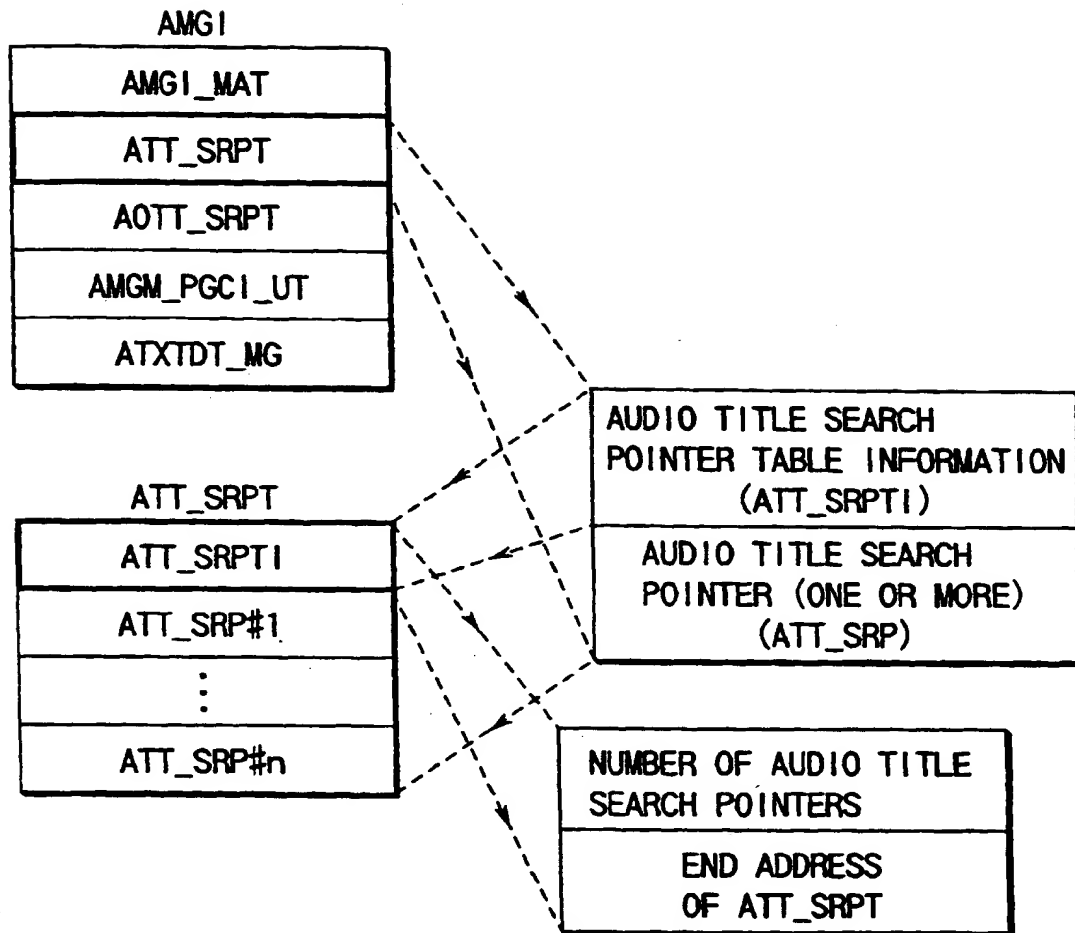 AMGI
AMGI_MAT
ATT_SRPT
AOTT_SRPT
AMGM_PGCI_UT
ATXTDT_MG
AUDIO TITLE SEARCH
POINTER TABLE INFORMATION
(ATT_SRPTI)
AUDIO TITLE SEARCH
POINTER (ONE OR MORE)
(ATT_SRP)
ATT_SRPT
ATT_SRPTI
ATT_SRP#1
⋮
ATT_SRP#n
NUMBER OF AUDIO TITLE
SEARCH POINTERS
END ADDRESS
OF ATT_SRPT